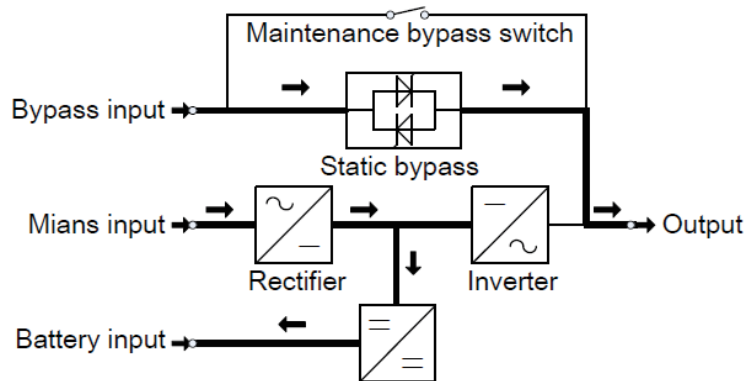 Maintenance bypass switch
Bypass input
Static bypass
Mians input
Output
Rectifier
Inverter
Battery input